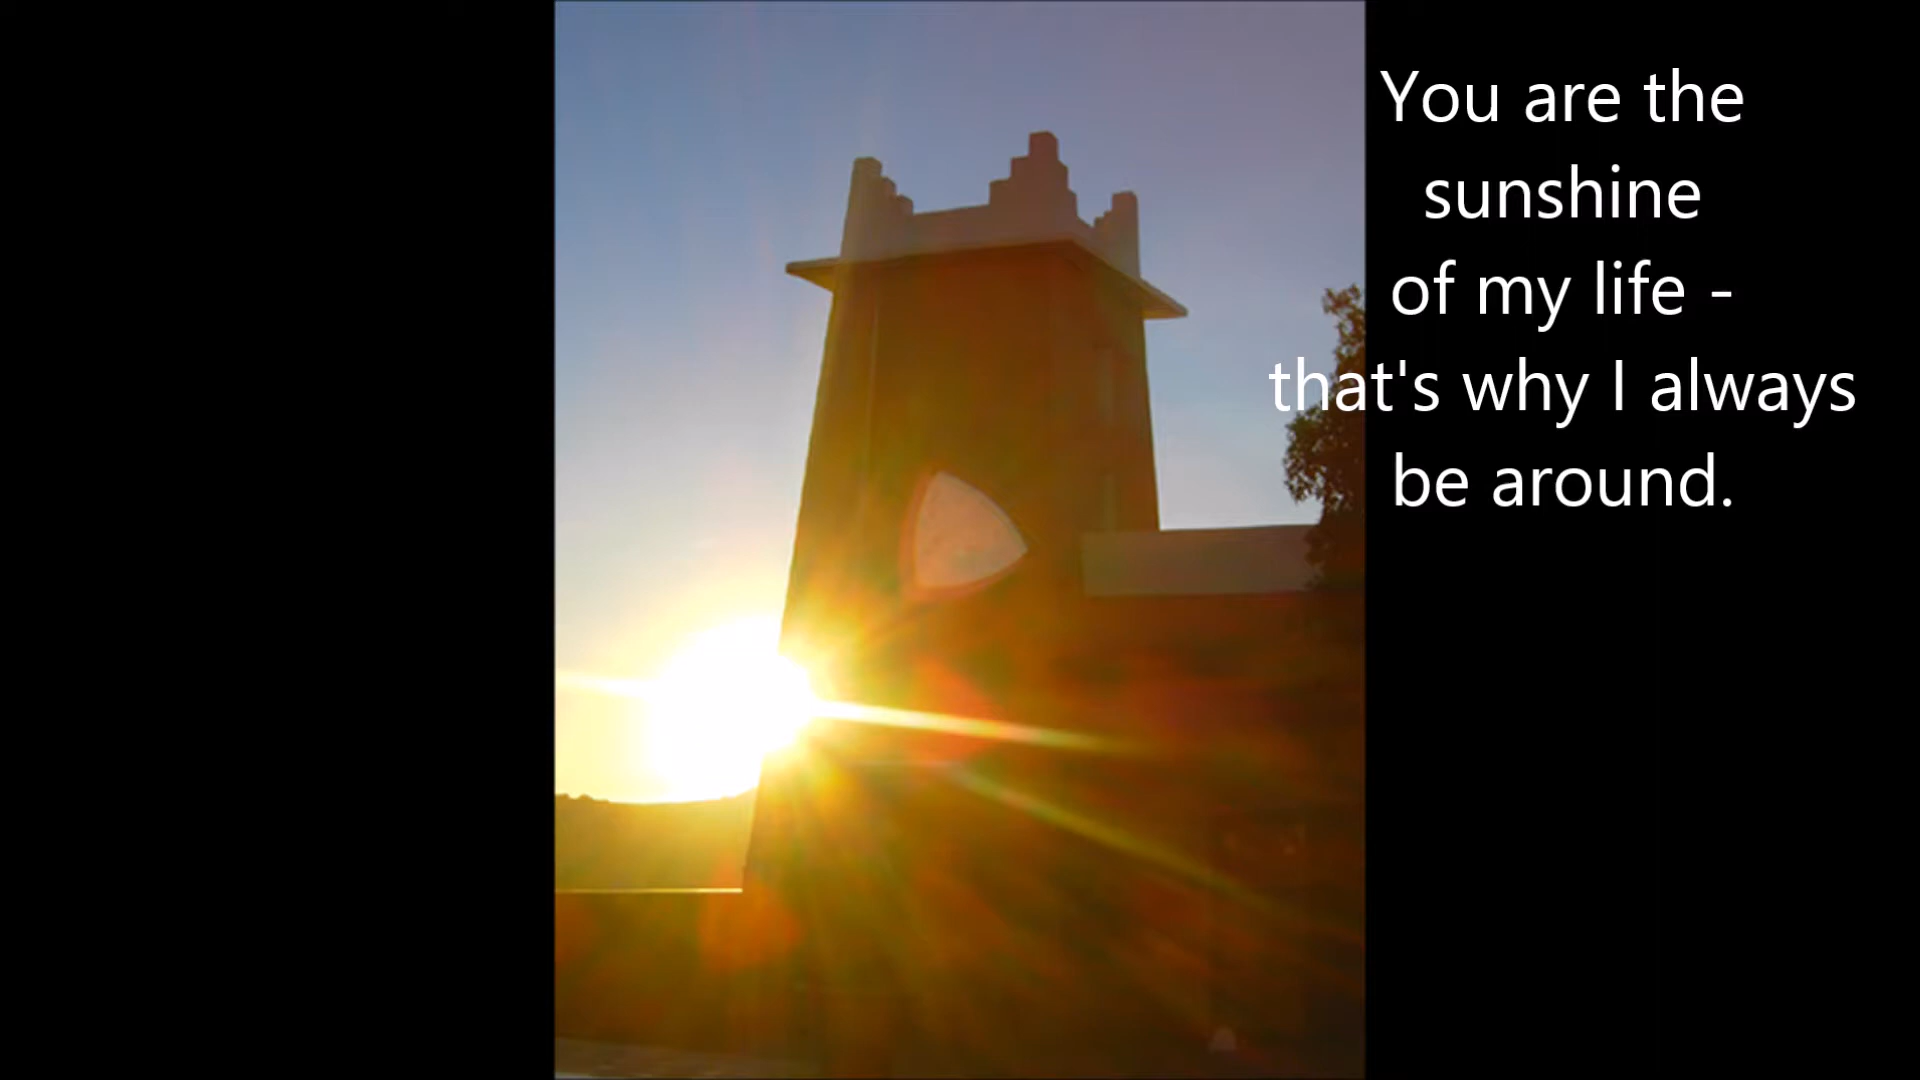 You are the
sunshine
of my life -
that's why I always
be around.